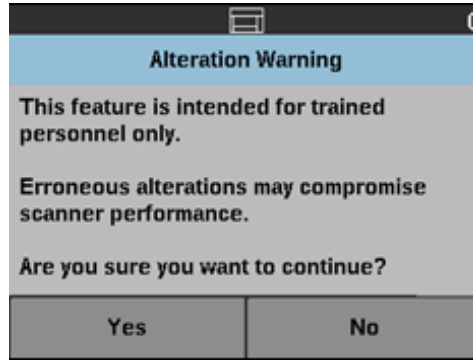 Alteration Warning
This feature is intended for trained
personnel only.
Erroneous alterations may compromise
scanner performance.
Are you sure you want to continue?
Yes
No